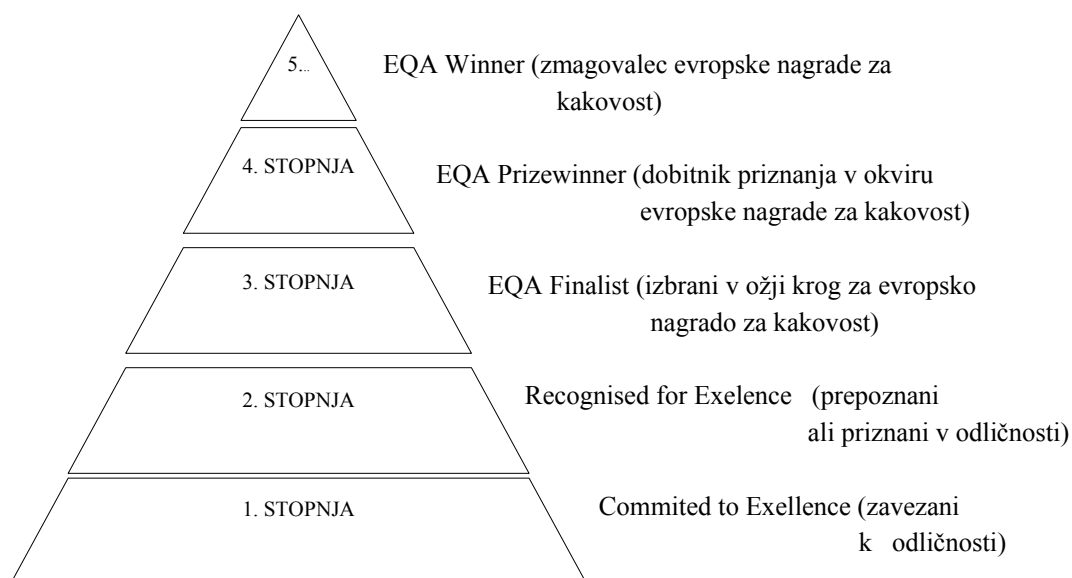 5...
EQA Winner (zmagovalec evropske nagrade za
kakovost)
4. STOPNJA
EQA Prizewinner (dobitnik priznanja v okviru
evropske nagrade za kakovost)
3. STOPNJA
EQA Finalist (izbrani v ožji krog za evropsko
nagrado za kakovost)
2. STOPNJA
Recognised for Exelence (prepoznani
ali priznani v odličnosti)
1. STOPNJA
Commited to Exellence (zavezani
k odličnosti)